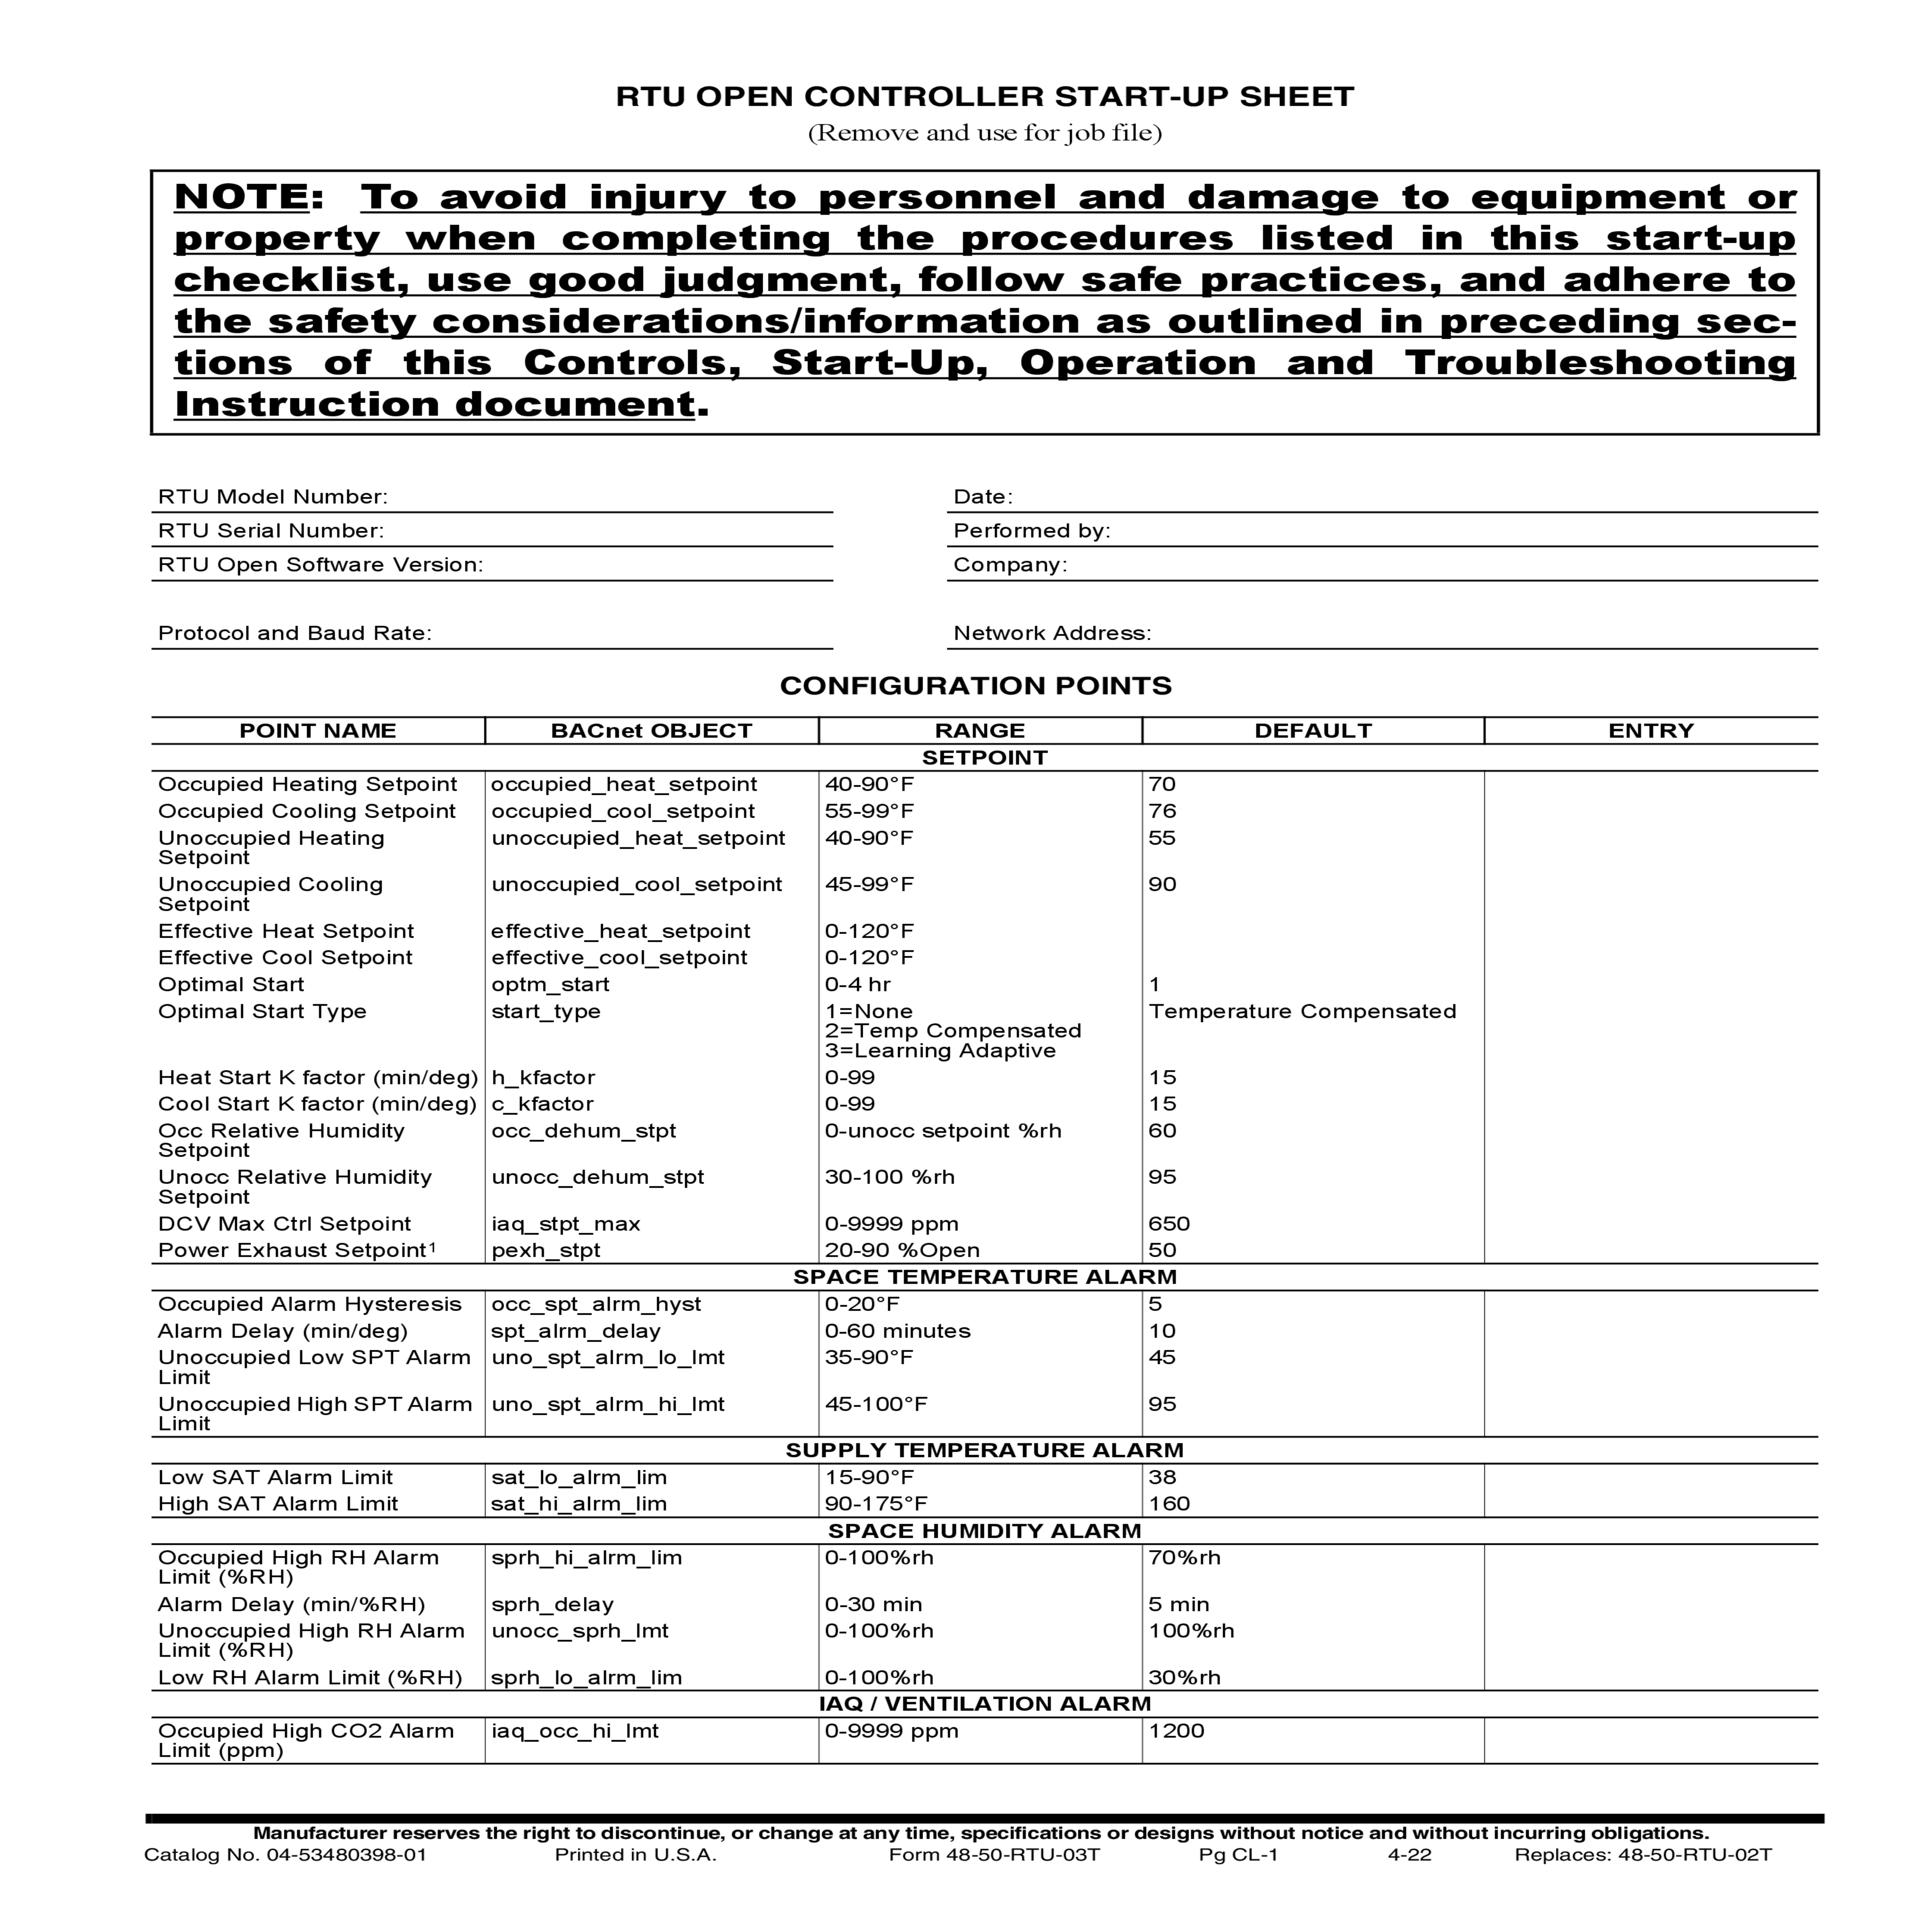 RTU OPEN CONTROLLER START-UP SHEET
(Remove and use for job file)
NOTE: To avoid injury to personnel and damage to equipment or
property when completing the procedures listed in this start-up
checklist, use good judgment, follow safe practices, and adhere to
the safety considerations/information as outlined in preceding sec-
tions of this Controls, Start-Up, Operation and Troubleshooting
Instruction document.
RTU Model Number: Date:
RTU Serial Number: Performed by:
RTU Open Software Version: Company:
Protocol and Baud Rate: Network Address:
CONFIGURATION POINTS
POINT NAME BACnet OBJECT RANGE DEFAULT ENTRY
SETPOINT
Occupied Heating Setpoint occupied_heat_setpoint 40-90°F 70
Occupied Cooling Setpoint occupied_cool_setpoint 55-99°F 76
Unoccupied Heating unoccupied_heat_setpoint 40-90°F 55
Setpoint
Unoccupied Cooling unoccupied_cool_setpoint 45-99°F 90
Setpoint
Effective Heat Setpoint effective_heat_setpoint 0-120°F
Effective Cool Setpoint effective_cool_setpoint 0-120°F
Optimal Start optm_start 0-4 hr 1
Optimal Start Type start_type 1=None Temperature Compensated
2=Temp Compensated
3=Learning Adaptive
Heat Start K factor (min/deg) h_kfactor 0-99 15
Cool Start K factor (min/deg) c_kfactor 0-99 15
Occ Relative Humidity occ_dehum_stpt 0-unocc setpoint %rh 60
Setpoint
Unocc Relative Humidity unocc_dehum_stpt 30-100 %rh 95
Setpoint
DCV Max Ctrl Setpoint iaq_stpt_max 0-9999 ppm 650
Power Exhaust Setpoint¹ pexh_stpt 20-90 %Open 50
SPACE TEMPERATURE ALARM
Occupied Alarm Hysteresis occ_spt_alrm_hyst 0-20°F 5
Alarm Delay (min/deg) spt_alrm_delay 0-60 minutes 10
Unoccupied Low SPT Alarm uno_spt_alrm_lo_lmt 35-90°F 45
Limit
Unoccupied High SPT Alarm uno_spt_alrm_hi_lmt 45-100°F 95
Limit
SUPPLY TEMPERATURE ALARM
Low SAT Alarm Limit sat_lo_alrm_lim 15-90°F 38
High SAT Alarm Limit sat_hi_alrm_lim 90-175°F 160
SPACE HUMIDITY ALARM
Occupied High RH Alarm sprh_hi_alrm_lim 0-100%rh 70%rh
Limit (%RH)
Alarm Delay (min/%RH) sprh_delay 0-30 min 5 min
Unoccupied High RH Alarm unocc_sprh_lmt 0-100%rh 100%rh
Limit (%RH)
Low RH Alarm Limit (%RH) sprh_lo_alrm_lim 0-100%rh 30%rh
IAQ / VENTILATION ALARM
Occupied High CO2 Alarm iaq_occ_hi_lmt 0-9999 ppm 1200
Limit (ppm)
Manufacturer reserves the right to discontinue, or change at any time, specifications or designs without notice and without incurring obligations.
Catalog No. 04-53480398-01 Printed in U.S.A. Form 48-50-RTU-03T Pg CL-1 4-22 Replaces: 48-50-RTU-02T